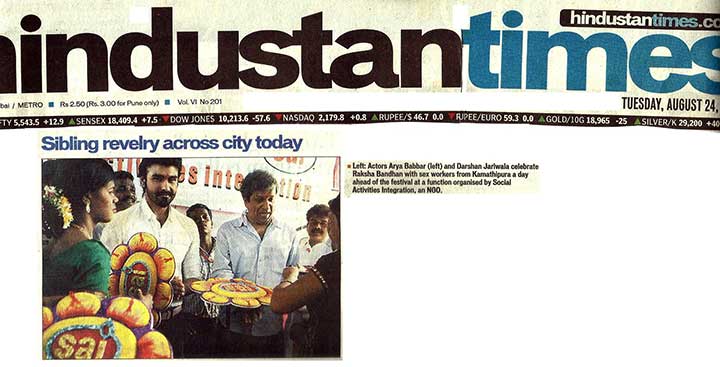 hindustantimes.co
hindustantimes
bai / METRO ■ Rs 2.50 (Rs. 3.00 for Pune only) ■ Vol. VI No 201
TUESDAY, AUGUST 24,
FTY 5,543.5 +12.9 ▲SENSEX 18,409.4 +7.5 ▼DOW JONES 10,213.6 -57.6 ▼NASDAQ 2,179.8 +0.8 ▲RUPEE/$ 46.7 0.0 ▼RUPEE/EURO 59.3 0.0 ▲GOLD/10G 18,965 -25 ▲SILVER/K 29,200 +40
Sibling revelry across city today
■ Left: Actors Arya Babbar (left) and Darshan Jariwala celebrate
Raksha Bandhan with sex workers from Kamathipura a day
ahead of the festival at a function organised by Social
Activities Integration, an NGO.
sai
ities integration
sai